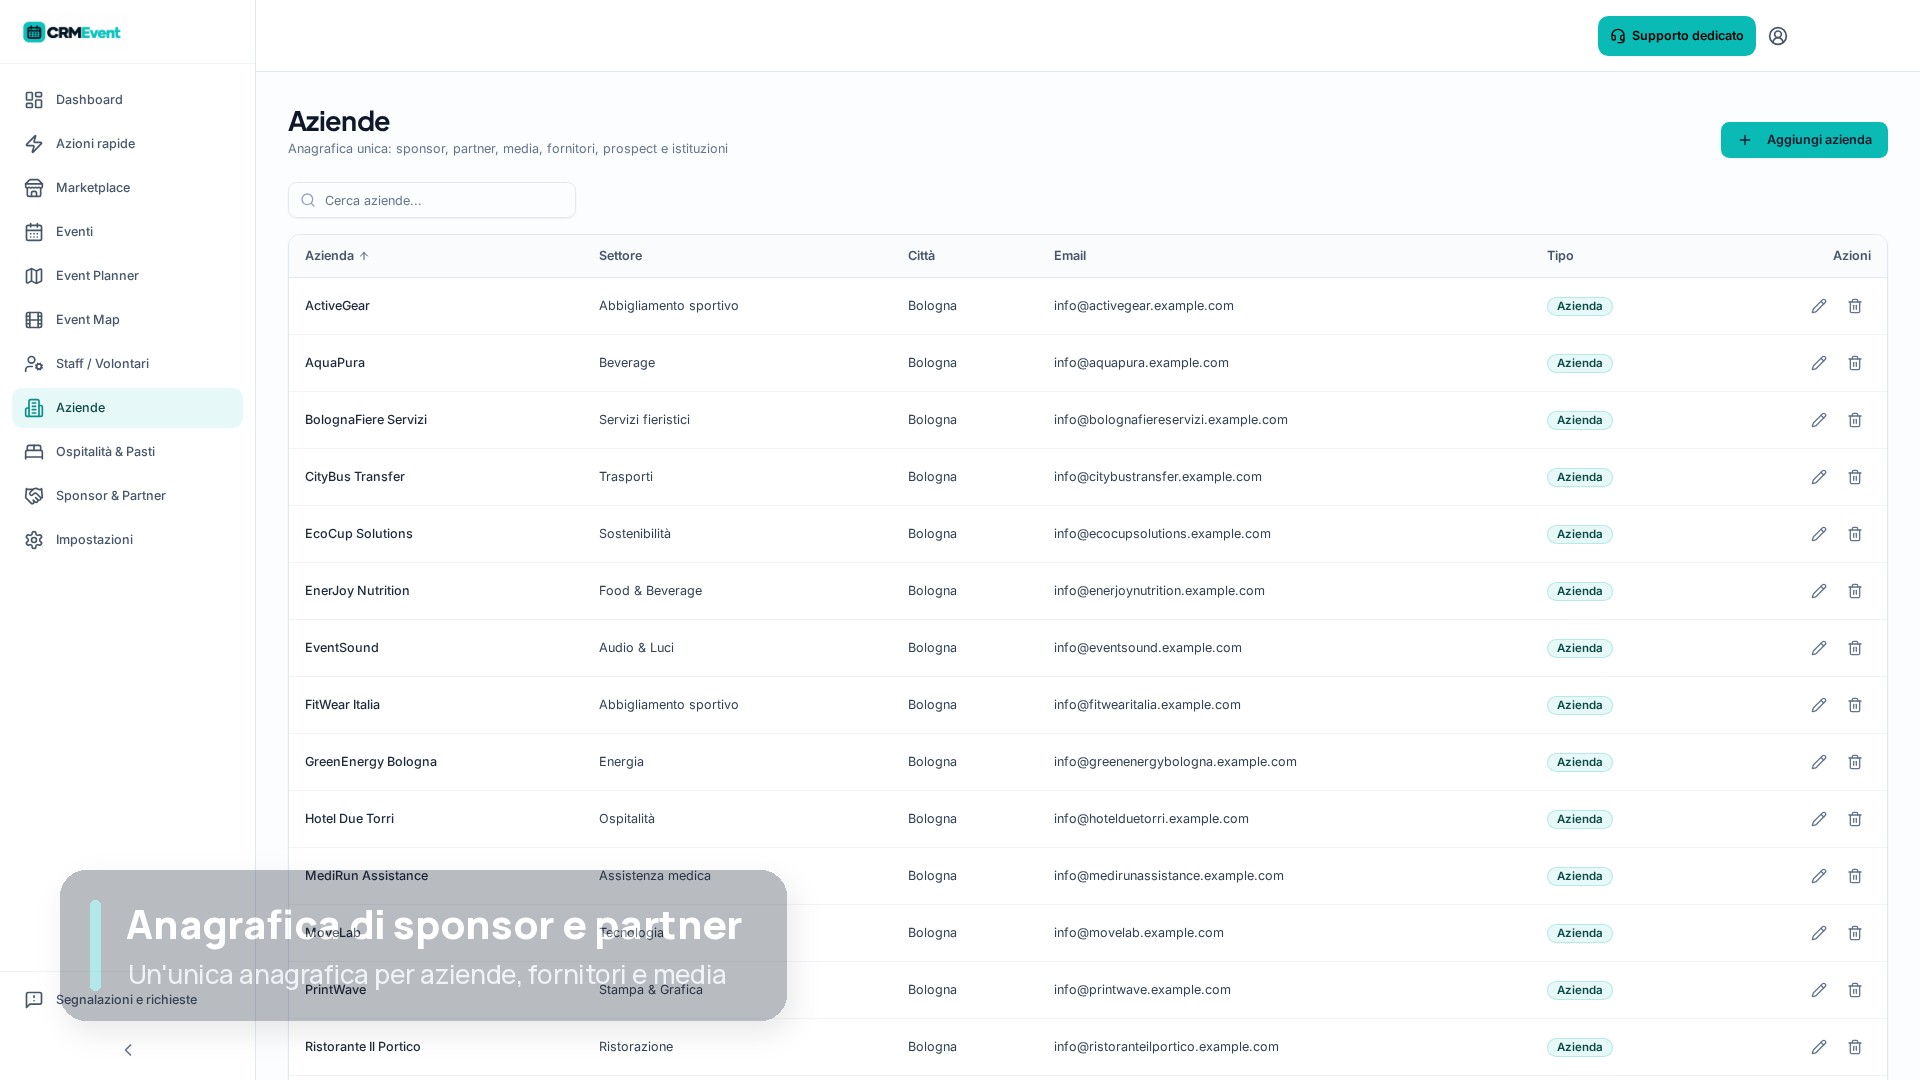 CRMEvent
Supporto dedicato
Dashboard
Azioni rapide
Marketplace
Eventi
Event Planner
Event Map
Staff / Volontari
Aziende
Ospitalità & Pasti
Sponsor & Partner
Impostazioni
Segnalazioni e richieste
Aziende
Anagrafica unica: sponsor, partner, media, fornitori, prospect e istituzioni
Aggiungi azienda
Cerca aziende...
Azienda Settore Città Email Tipo Azioni
ActiveGear Abbigliamento sportivo Bologna info@activegear.example.com Azienda
AquaPura Beverage Bologna info@aquapura.example.com Azienda
BolognaFiere Servizi Servizi fieristici Bologna info@bolognafiereservizi.example.com Azienda
CityBus Transfer Trasporti Bologna info@citybustransfer.example.com Azienda
EcoCup Solutions Sostenibilità Bologna info@ecocupsolutions.example.com Azienda
EnerJoy Nutrition Food & Beverage Bologna info@enerjoynutrition.example.com Azienda
EventSound Audio & Luci Bologna info@eventsound.example.com Azienda
FitWear Italia Abbigliamento sportivo Bologna info@fitwearitalia.example.com Azienda
GreenEnergy Bologna Energia Bologna info@greenenergybologna.example.com Azienda
Hotel Due Torri Ospitalità Bologna info@hotelduetorri.example.com Azienda
MediRun Assistance Assistenza medica Bologna info@medirunassistance.example.com Azienda
MoveLab Tecnologia Bologna info@movelab.example.com Azienda
PrintWave Stampa & Grafica Bologna info@printwave.example.com Azienda
Ristorante Il Portico Ristorazione Bologna info@ristoranteilportico.example.com Azienda
Anagrafica di sponsor e partner
Un'unica anagrafica per aziende, fornitori e media